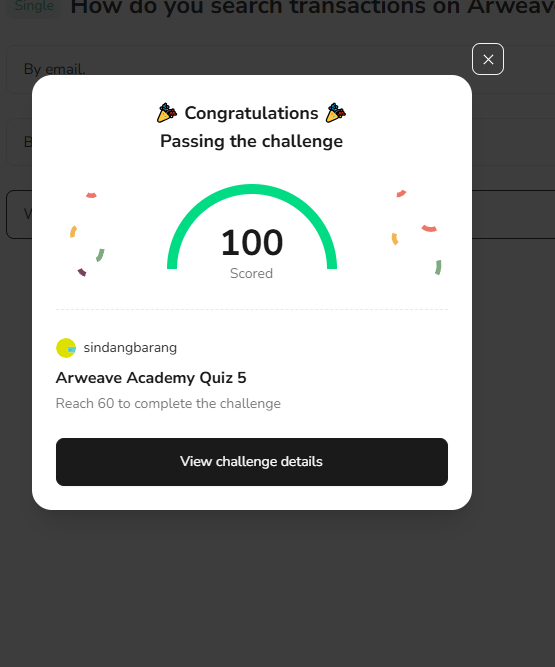 Single How do you search transactions on Arweav
By email.
Congratulations
Passing the challenge
100
Scored
sindangbarang
Arweave Academy Quiz 5
Reach 60 to complete the challenge
View challenge details